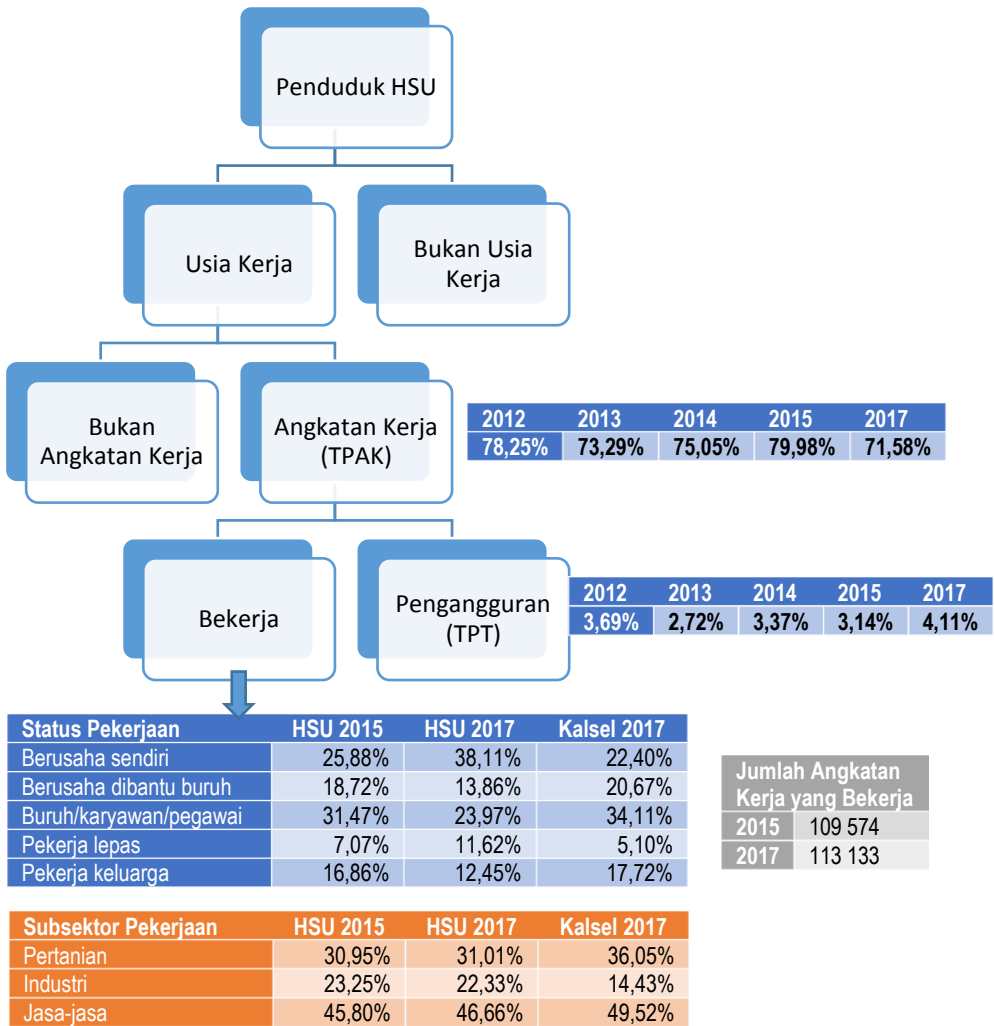 Penduduk HSU
Usia Kerja
Bukan Usia
Kerja
Bukan
Angkatan Kerja
Angkatan Kerja
(TPAK)
2012 2013 2014 2015 2017
78,25% 73,29% 75,05% 79,98% 71,58%
Bekerja
Pengangguran
(TPT)
2012 2013 2014 2015 2017
3,69% 2,72% 3,37% 3,14% 4,11%
Status Pekerjaan HSU 2015 HSU 2017 Kalsel 2017
Berusaha sendiri 25,88% 38,11% 22,40%
Berusaha dibantu buruh 18,72% 13,86% 20,67%
Buruh/karyawan/pegawai 31,47% 23,97% 34,11%
Pekerja lepas 7,07% 11,62% 5,10%
Pekerja keluarga 16,86% 12,45% 17,72%
Jumlah Angkatan
Kerja yang Bekerja
2015 109 574
2017 113 133
Subsektor Pekerjaan HSU 2015 HSU 2017 Kalsel 2017
Pertanian 30,95% 31,01% 36,05%
Industri 23,25% 22,33% 14,43%
Jasa-jasa 45,80% 46,66% 49,52%